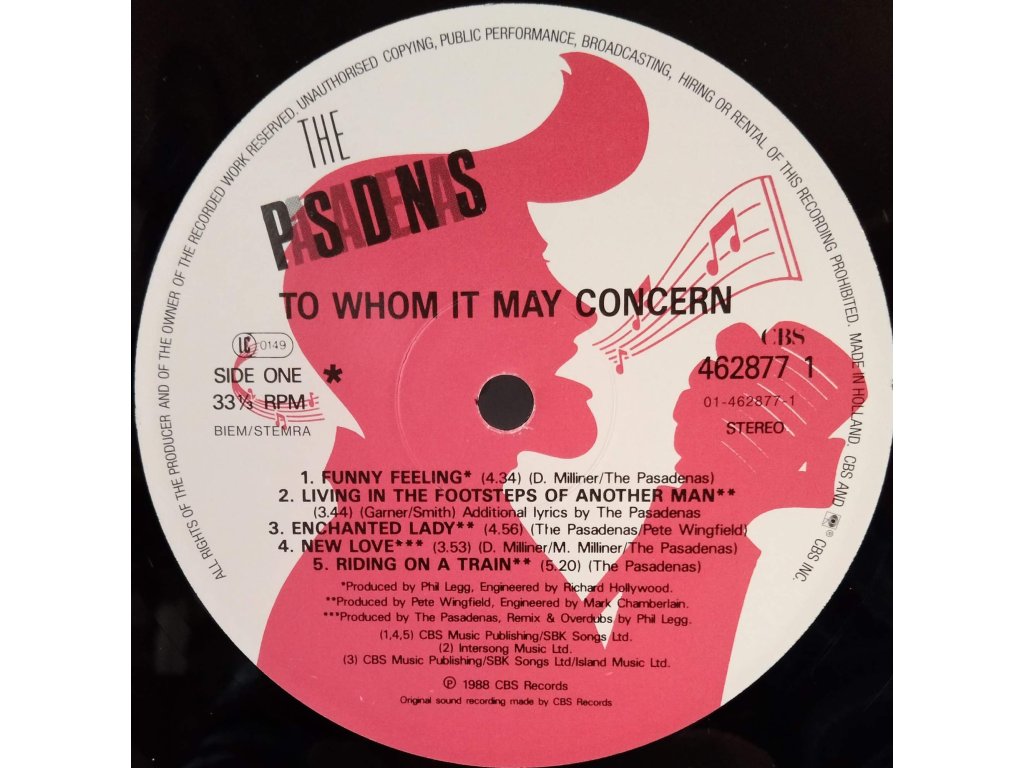 ALL RIGHTS OF THE PRODUCER AND OF THE OWNER OF THE RECORDED WORK RESERVED. UNAUTHORISED COPYING, PUBLIC PERFORMANCE, BROADCASTING, HIRING OR RENTAL OF THIS RECORDING PROHIBITED. MADE IN HOLLAND. CBS AND ® CBS INC.
THE
PASADENAS
TO WHOM IT MAY CONCERN
LC 0149
SIDE ONE *
33⅓ RPM
BIEM/STEMRA
CBS
462877 1
01-462877-1
STEREO
1. FUNNY FEELING* (4.34) (D. Milliner/The Pasadenas)
2. LIVING IN THE FOOTSTEPS OF ANOTHER MAN**
(3.44) (Garner/Smith) Additional lyrics by The Pasadenas
3. ENCHANTED LADY** (4.56) (The Pasadenas/Pete Wingfield)
4. NEW LOVE*** (3.53) (D. Milliner/M. Milliner/The Pasadenas)
5. RIDING ON A TRAIN** (5.20) (The Pasadenas)
*Produced by Phil Legg, Engineered by Richard Hollywood.
**Produced by Pete Wingfield, Engineered by Mark Chamberlain.
***Produced by The Pasadenas, Remix & Overdubs by Phil Legg.
(1,4,5) CBS Music Publishing/SBK Songs Ltd.
(2) Intersong Music Ltd.
(3) CBS Music Publishing/SBK Songs Ltd/Island Music Ltd.
℗ 1988 CBS Records
Original sound recording made by CBS Records